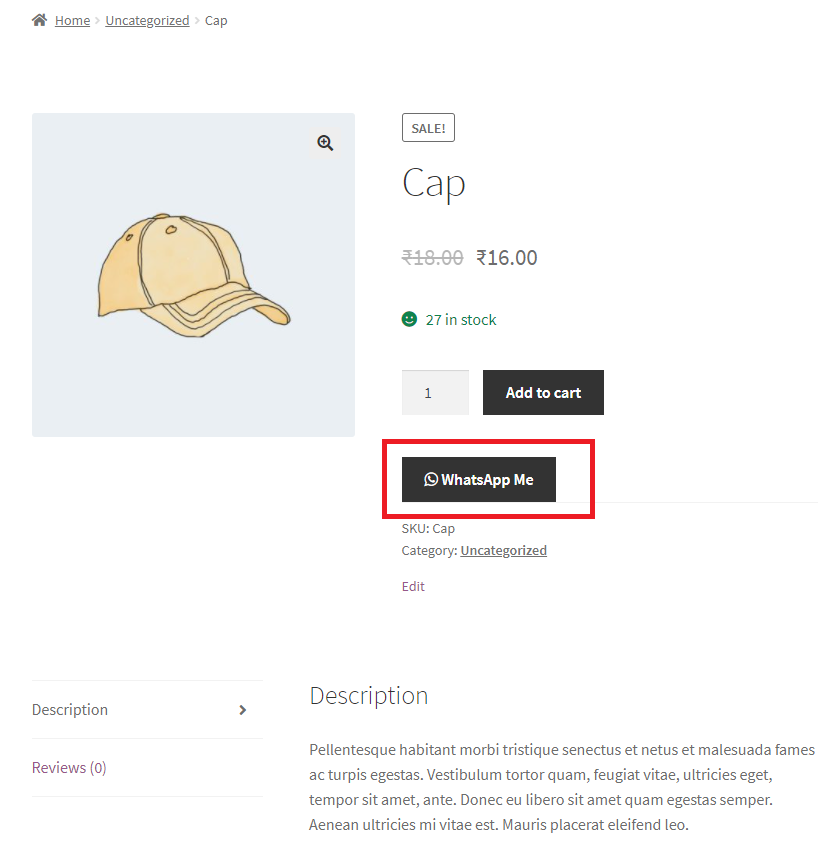 Home > Uncategorized > Cap
SALE!
Cap
₹18.00 ₹16.00
27 in stock
1 Add to cart
WhatsApp Me
SKU: Cap
Category: Uncategorized
Edit
Description
Reviews (0)
Description
Pellentesque habitant morbi tristique senectus et netus et malesuada fames
ac turpis egestas. Vestibulum tortor quam, feugiat vitae, ultricies eget,
tempor sit amet, ante. Donec eu libero sit amet quam egestas semper.
Aenean ultricies mi vitae est. Mauris placerat eleifend leo.